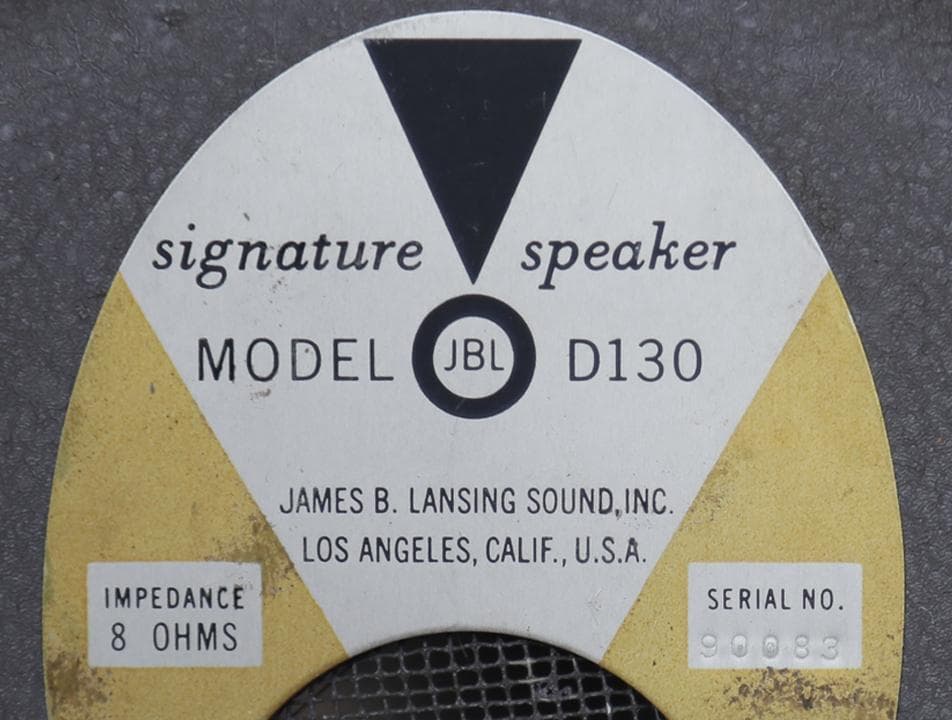 signature speaker
MODEL JBL D130
JAMES B. LANSING SOUND, INC.
LOS ANGELES, CALIF., U.S.A.
IMPEDANCE
8 OHMS
SERIAL NO.
90083